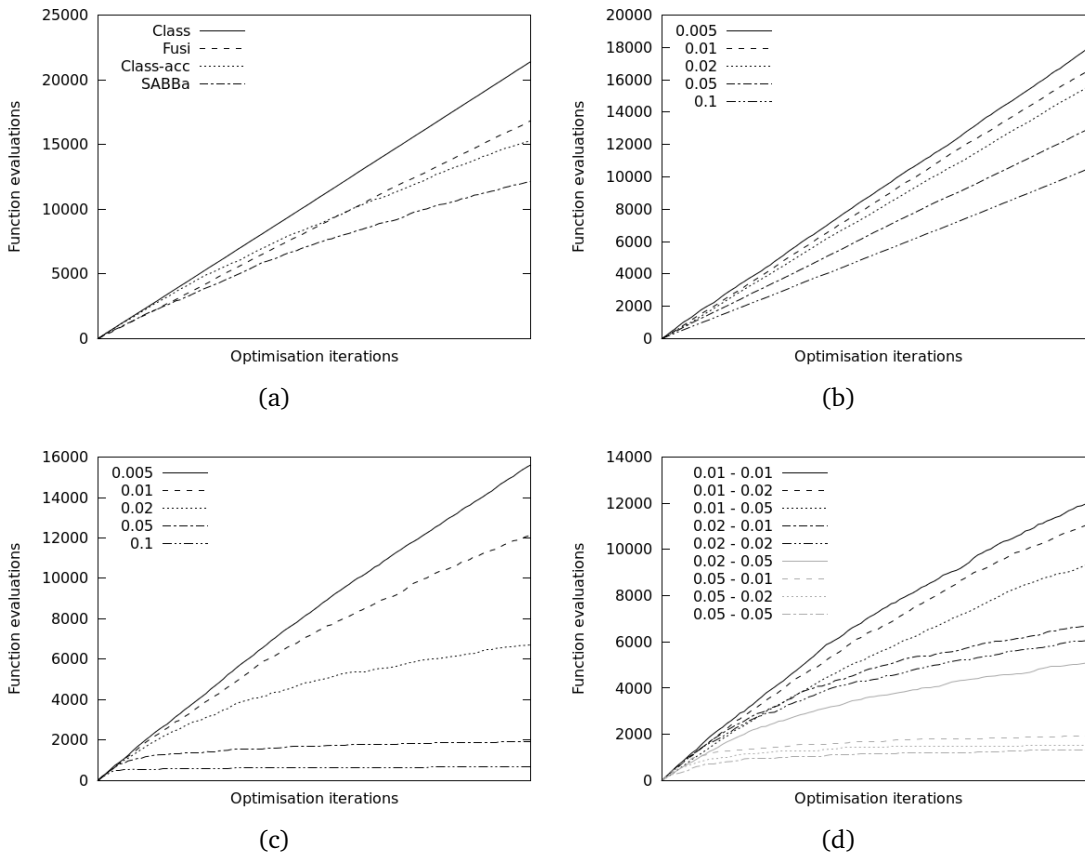 25000
20000
15000
10000
5000
0
Function evaluations
Class
Fusi
Class-acc
SABBa
Optimisation iterations
(a)
20000
18000
16000
14000
12000
10000
8000
6000
4000
2000
0
Function evaluations
0.005
0.01
0.02
0.05
0.1
Optimisation iterations
(b)
16000
14000
12000
10000
8000
6000
4000
2000
0
Function evaluations
0.005
0.01
0.02
0.05
0.1
Optimisation iterations
(c)
14000
12000
10000
8000
6000
4000
2000
0
Function evaluations
0.01 - 0.01
0.01 - 0.02
0.01 - 0.05
0.02 - 0.01
0.02 - 0.02
0.02 - 0.05
0.05 - 0.01
0.05 - 0.02
0.05 - 0.05
Optimisation iterations
(d)